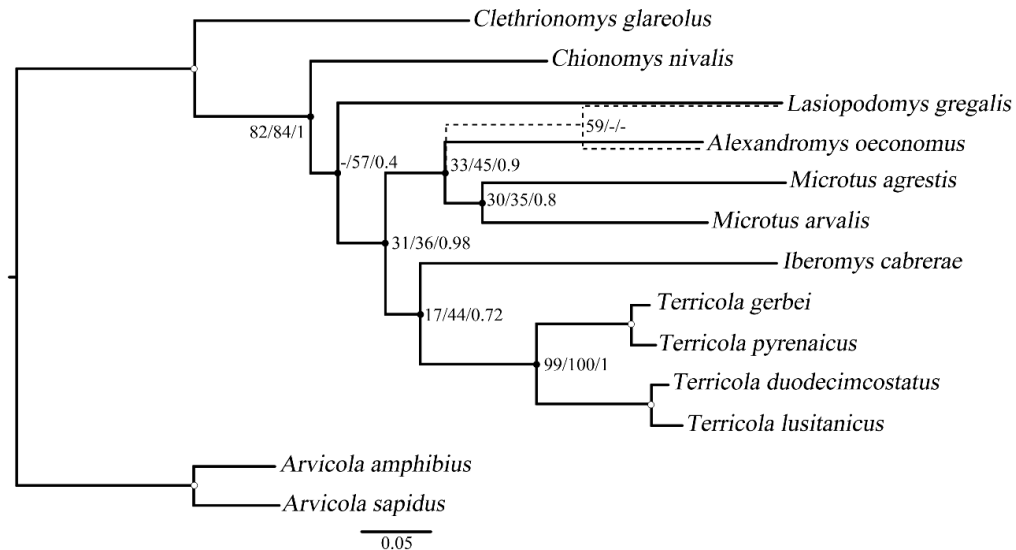 Clethrionomys glareolus
Chionomys nivalis
82/84/1
Lasiopodomys gregalis
59/-/-
Alexandromys oeconomus
-/57/0.4
33/45/0.9
Microtus agrestis
30/35/0.8
Microtus arvalis
31/36/0.98
Iberomys cabrerae
17/44/0.72
Terricola gerbei
Terricola pyrenaicus
99/100/1
Terricola duodecimcostatus
Terricola lusitanicus
Arvicola amphibius
Arvicola sapidus
0.05